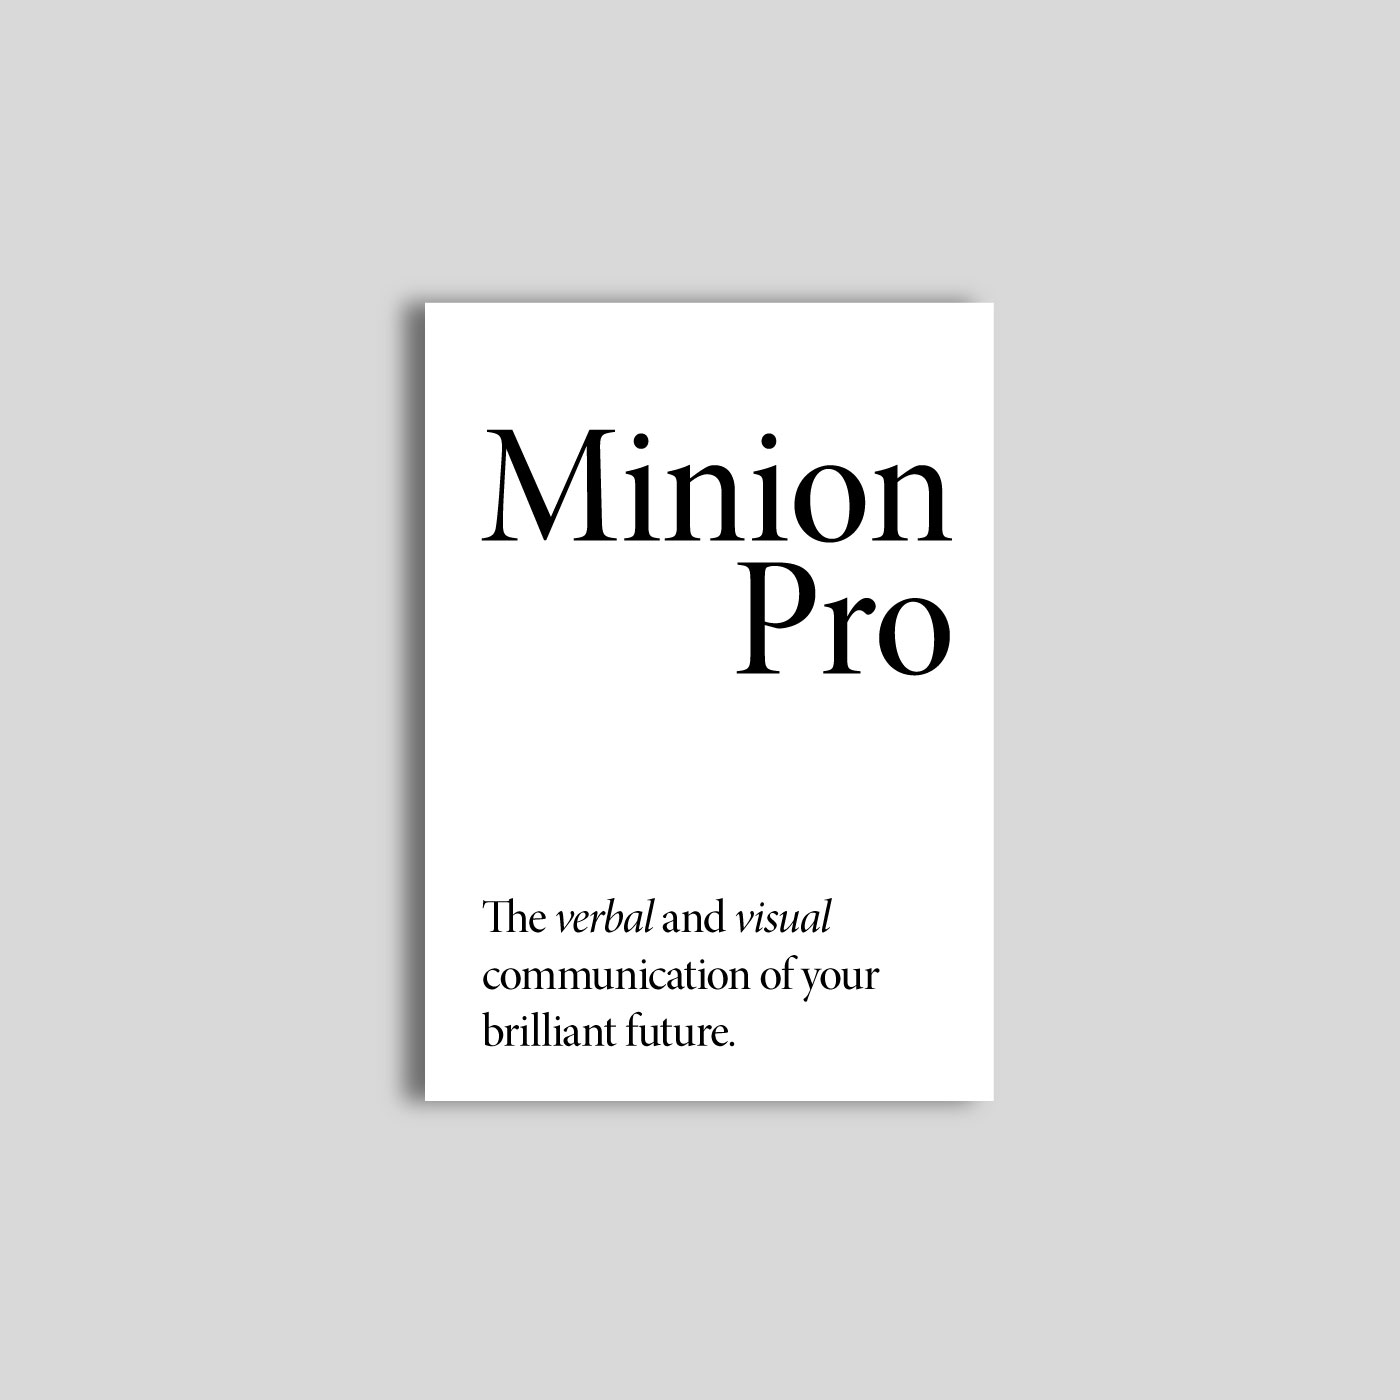 Minion
Pro
The verbal and visual
communication of your
brilliant future.